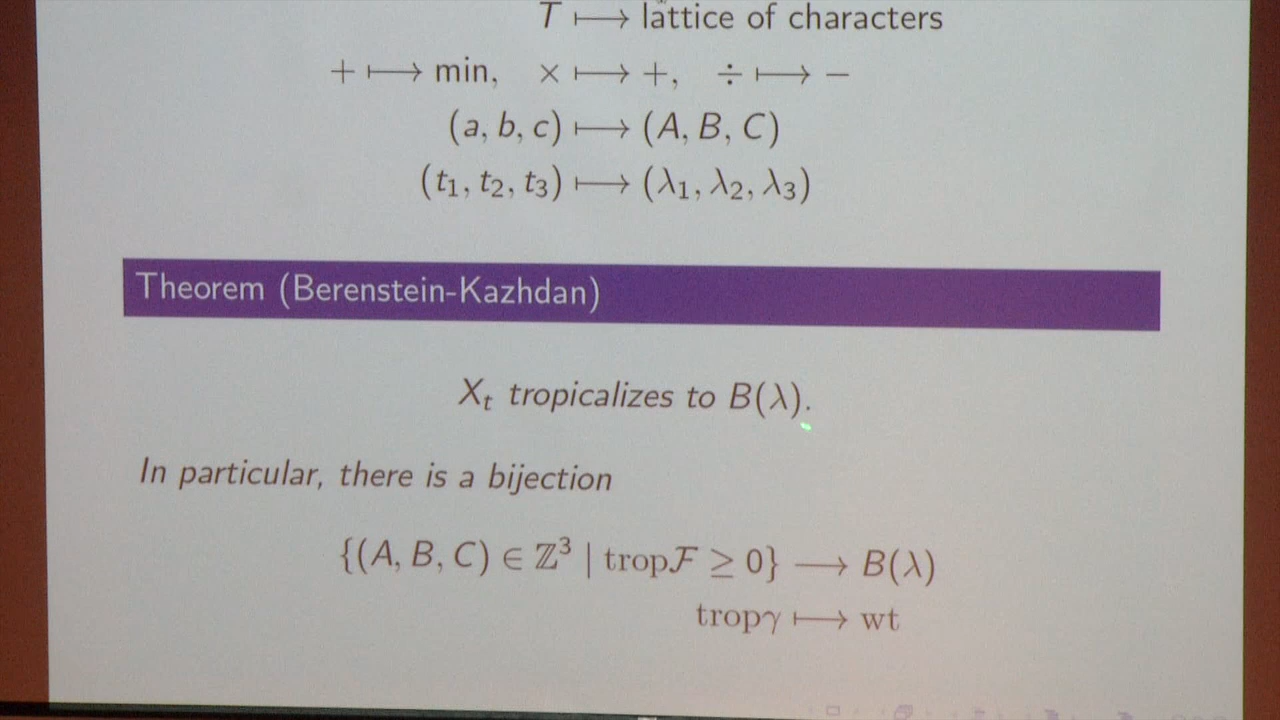 T ⟼ lattice of characters
+ ⟼ min, × ⟼ +, ÷ ⟼ −
(a, b, c) ⟼ (A, B, C)
(t₁, t₂, t₃) ⟼ (λ₁, λ₂, λ₃)
Theorem (Berenstein-Kazhdan)
Xₜ tropicalizes to B(λ).
In particular, there is a bijection
{(A, B, C) ∈ ℤ³ | tropℱ ≥ 0} ⟶ B(λ)
tropγ ⟼ wt